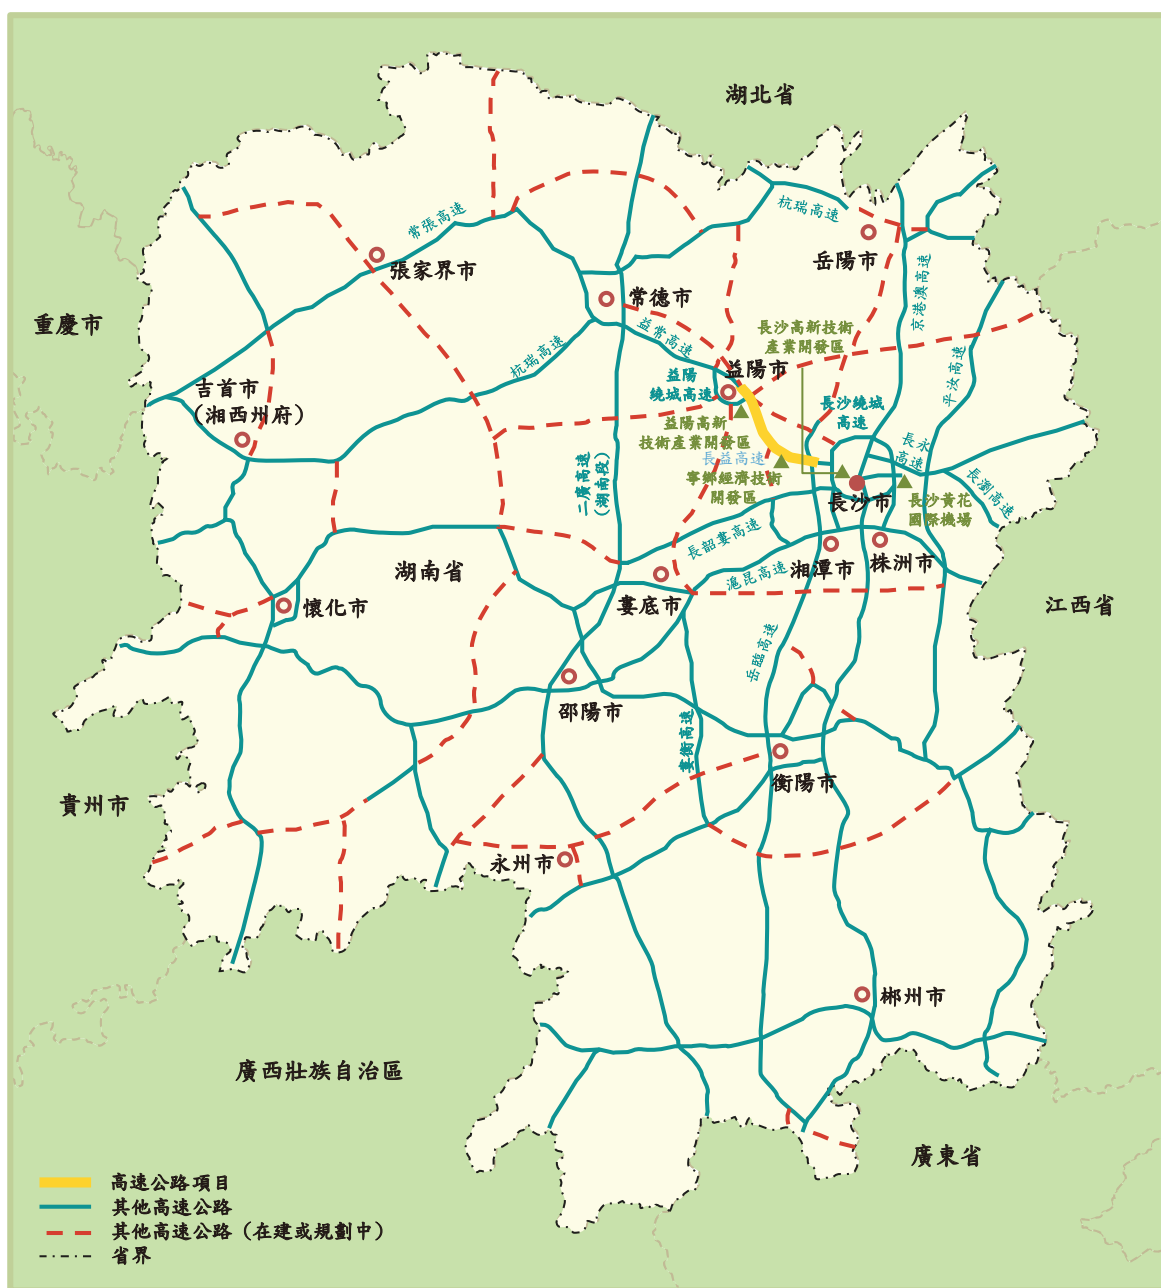 湖北省
常張高速
杭瑞高速
岳陽市
張家界市
京港澳高速
常德市
重慶市
益常高速
長沙高新技術
產業開發區
杭瑞高速
平汝高速
益陽市
益陽
繞城高速
吉首市
（湘西州府）
長沙繞城
高速
益陽高新
技術產業開發區
長永
高速
長益高速
二廣高速
（湖南段）
寧鄉經濟技術
開發區
長瀏高速
長沙市
長沙黃花
國際機場
長韶婁高速
湖南省
滬昆高速
湘潭市
株洲市
懷化市
婁底市
江西省
岳臨高速
邵陽市
婁衡高速
衡陽市
貴州市
永州市
郴州市
廣西壯族自治區
廣東省
高速公路項目
其他高速公路
其他高速公路（在建或規劃中）
省界